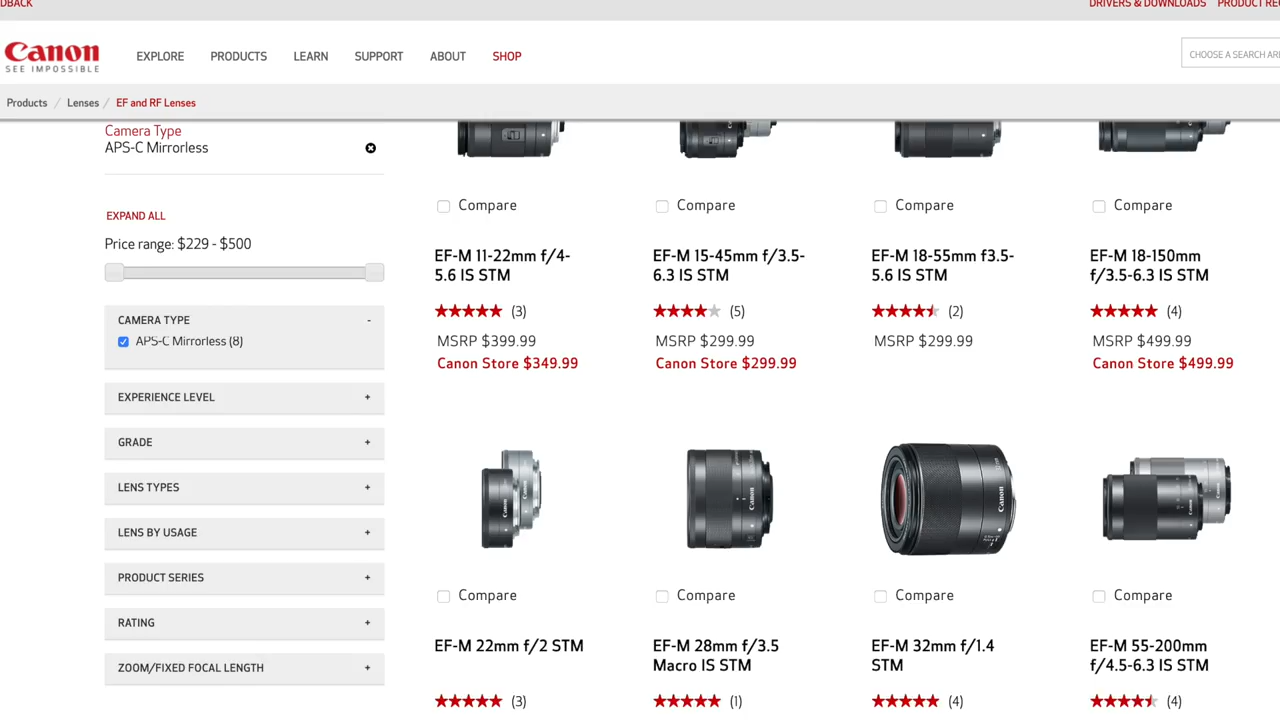 DBACK
DRIVERS & DOWNLOADS PRODUCT RE
Canon
SEE IMPOSSIBLE
EXPLORE PRODUCTS LEARN SUPPORT ABOUT SHOP
CHOOSE A SEARCH ARE
Products / Lenses / EF and RF Lenses
Camera Type
APS-C Mirrorless
EXPAND ALL
Price range: $229 - $500
CAMERA TYPE -
APS-C Mirrorless (8)
EXPERIENCE LEVEL +
GRADE +
LENS TYPES +
LENS BY USAGE +
PRODUCT SERIES +
RATING +
ZOOM/FIXED FOCAL LENGTH +
Compare
EF-M 11-22mm f/4-
5.6 IS STM
(3)
MSRP $399.99
Canon Store $349.99
Compare
EF-M 15-45mm f/3.5-
6.3 IS STM
(5)
MSRP $299.99
Canon Store $299.99
Compare
EF-M 18-55mm f3.5-
5.6 IS STM
(2)
MSRP $299.99
Compare
EF-M 18-150mm
f/3.5-6.3 IS STM
(4)
MSRP $499.99
Canon Store $499.99
Compare
EF-M 22mm f/2 STM
(3)
Canon
Compare
EF-M 28mm f/3.5
Macro IS STM
(1)
Canon
Compare
EF-M 32mm f/1.4
STM
(4)
Compare
EF-M 55-200mm
f/4.5-6.3 IS STM
(4)